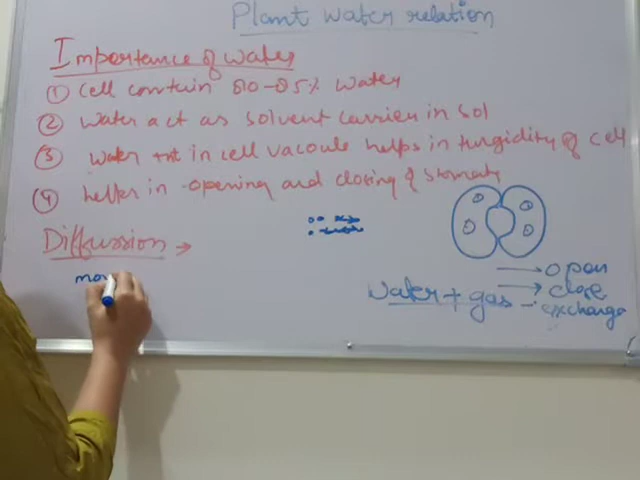 Plant water relation
Importance of water
① Cell contain 80-85% water
② Water act as solvent carrier in sol
③ water in cell vacoule helps in turgidity of cell
④ helps in opening and closing of stomata
Diffussion →
mov
→ open
→ close
Water + gas - exchange